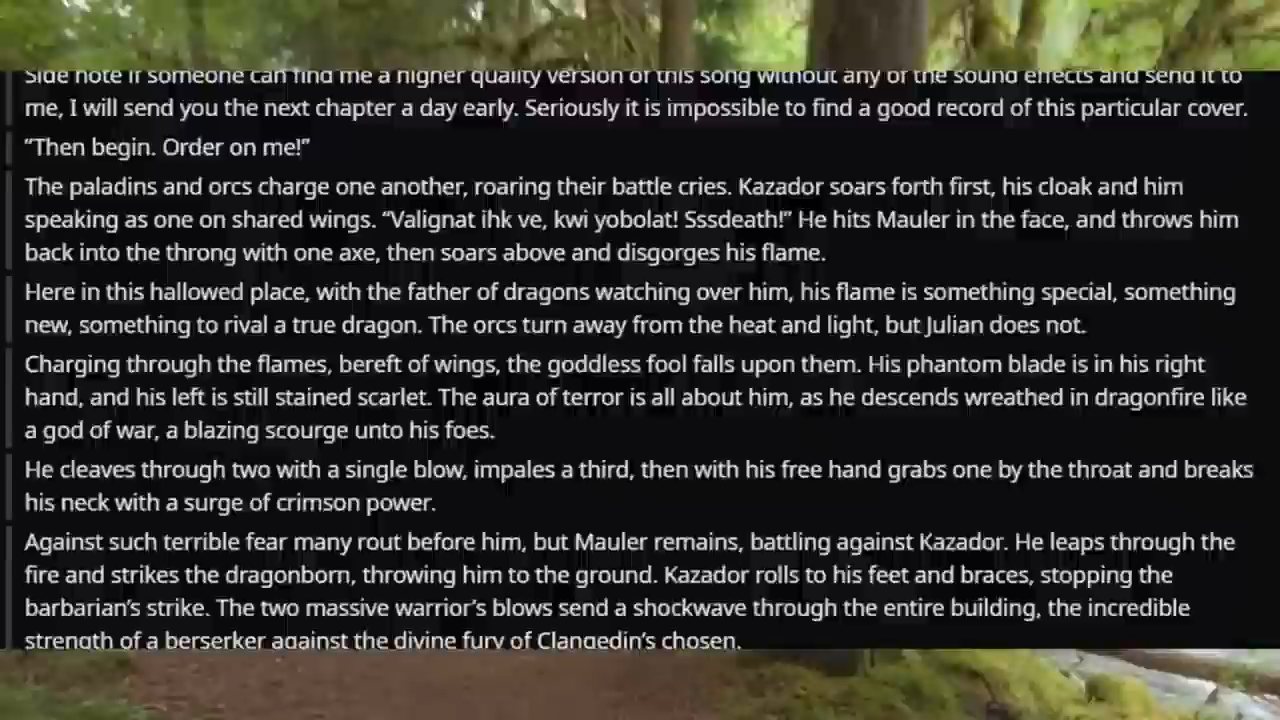 Side note if someone can find me a higher quality version of this song without any of the sound effects and send it to
me, I will send you the next chapter a day early. Seriously it is impossible to find a good record of this particular cover.
“Then begin. Order on me!”
The paladins and orcs charge one another, roaring their battle cries. Kazador soars forth first, his cloak and him
speaking as one on shared wings. “Valignat ihk ve, kwi yobolat! Sssdeath!” He hits Mauler in the face, and throws him
back into the throng with one axe, then soars above and disgorges his flame.
Here in this hallowed place, with the father of dragons watching over him, his flame is something special, something
new, something to rival a true dragon. The orcs turn away from the heat and light, but Julian does not.
Charging through the flames, bereft of wings, the goddless fool falls upon them. His phantom blade is in his right
hand, and his left is still stained scarlet. The aura of terror is all about him, as he descends wreathed in dragonfire like
a god of war, a blazing scourge unto his foes.
He cleaves through two with a single blow, impales a third, then with his free hand grabs one by the throat and breaks
his neck with a surge of crimson power.
Against such terrible fear many rout before him, but Mauler remains, battling against Kazador. He leaps through the
fire and strikes the dragonborn, throwing him to the ground. Kazador rolls to his feet and braces, stopping the
barbarian’s strike. The two massive warrior’s blows send a shockwave through the entire building, the incredible
strength of a berserker against the divine fury of Clangedin’s chosen.